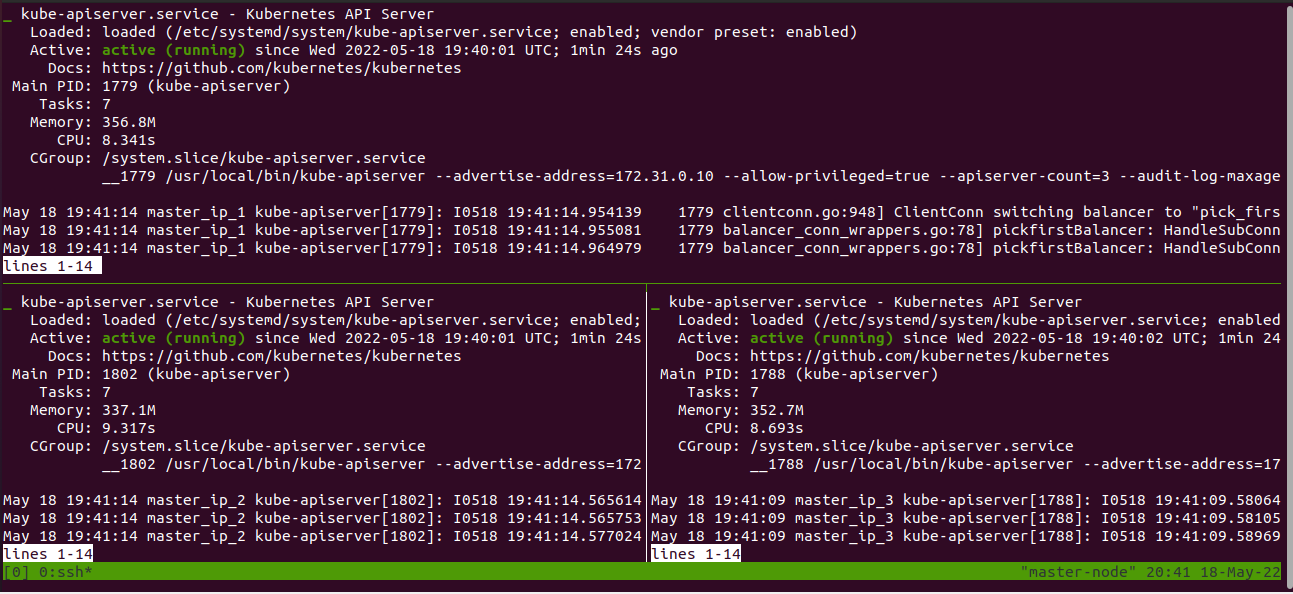 _ kube-apiserver.service - Kubernetes API Server
Loaded: loaded (/etc/systemd/system/kube-apiserver.service; enabled; vendor preset: enabled)
Active: active (running) since Wed 2022-05-18 19:40:01 UTC; 1min 24s ago
Docs: https://github.com/kubernetes/kubernetes
Main PID: 1779 (kube-apiserver)
Tasks: 7
Memory: 356.8M
CPU: 8.341s
CGroup: /system.slice/kube-apiserver.service
__1779 /usr/local/bin/kube-apiserver --advertise-address=172.31.0.10 --allow-privileged=true --apiserver-count=3 --audit-log-maxage
May 18 19:41:14 master_ip_1 kube-apiserver[1779]: I0518 19:41:14.954139 1779 clientconn.go:948] ClientConn switching balancer to "pick_firs
May 18 19:41:14 master_ip_1 kube-apiserver[1779]: I0518 19:41:14.955081 1779 balancer_conn_wrappers.go:78] pickfirstBalancer: HandleSubConn
May 18 19:41:14 master_ip_1 kube-apiserver[1779]: I0518 19:41:14.964979 1779 balancer_conn_wrappers.go:78] pickfirstBalancer: HandleSubConn
lines 1-14
_ kube-apiserver.service - Kubernetes API Server
Loaded: loaded (/etc/systemd/system/kube-apiserver.service; enabled;
Active: active (running) since Wed 2022-05-18 19:40:01 UTC; 1min 24s
Docs: https://github.com/kubernetes/kubernetes
Main PID: 1802 (kube-apiserver)
Tasks: 7
Memory: 337.1M
CPU: 9.317s
CGroup: /system.slice/kube-apiserver.service
__1802 /usr/local/bin/kube-apiserver --advertise-address=172
May 18 19:41:14 master_ip_2 kube-apiserver[1802]: I0518 19:41:14.565614
May 18 19:41:14 master_ip_2 kube-apiserver[1802]: I0518 19:41:14.565753
May 18 19:41:14 master_ip_2 kube-apiserver[1802]: I0518 19:41:14.577024
lines 1-14
_ kube-apiserver.service - Kubernetes API Server
Loaded: loaded (/etc/systemd/system/kube-apiserver.service; enabled
Active: active (running) since Wed 2022-05-18 19:40:02 UTC; 1min 24
Docs: https://github.com/kubernetes/kubernetes
Main PID: 1788 (kube-apiserver)
Tasks: 7
Memory: 352.7M
CPU: 8.693s
CGroup: /system.slice/kube-apiserver.service
__1788 /usr/local/bin/kube-apiserver --advertise-address=17
May 18 19:41:09 master_ip_3 kube-apiserver[1788]: I0518 19:41:09.58064
May 18 19:41:09 master_ip_3 kube-apiserver[1788]: I0518 19:41:09.58105
May 18 19:41:09 master_ip_3 kube-apiserver[1788]: I0518 19:41:09.58969
lines 1-14
[0] 0:ssh* "master-node" 20:41 18-May-22